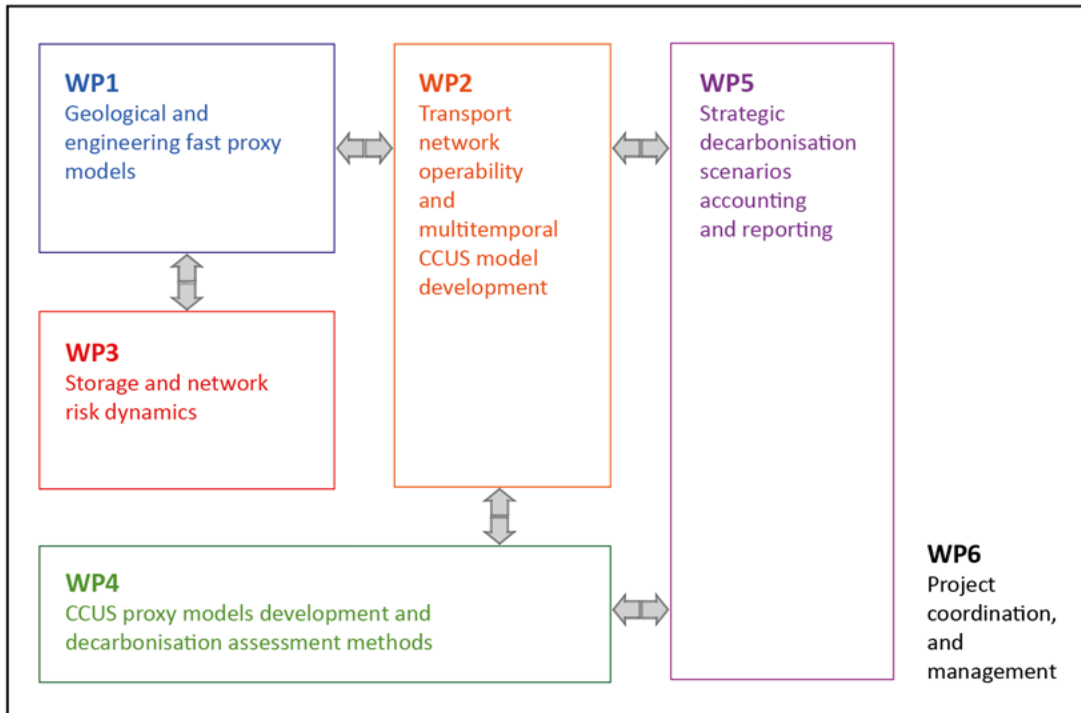 WP1
Geological and
engineering fast proxy
models
WP2
Transport
network
operability
and
multitemporal
CCUS model
development
WP5
Strategic
decarbonisation
scenarios
accounting
and reporting
WP3
Storage and network
risk dynamics
WP4
CCUS proxy models development and
decarbonisation assessment methods
WP6
Project
coordination,
and
management